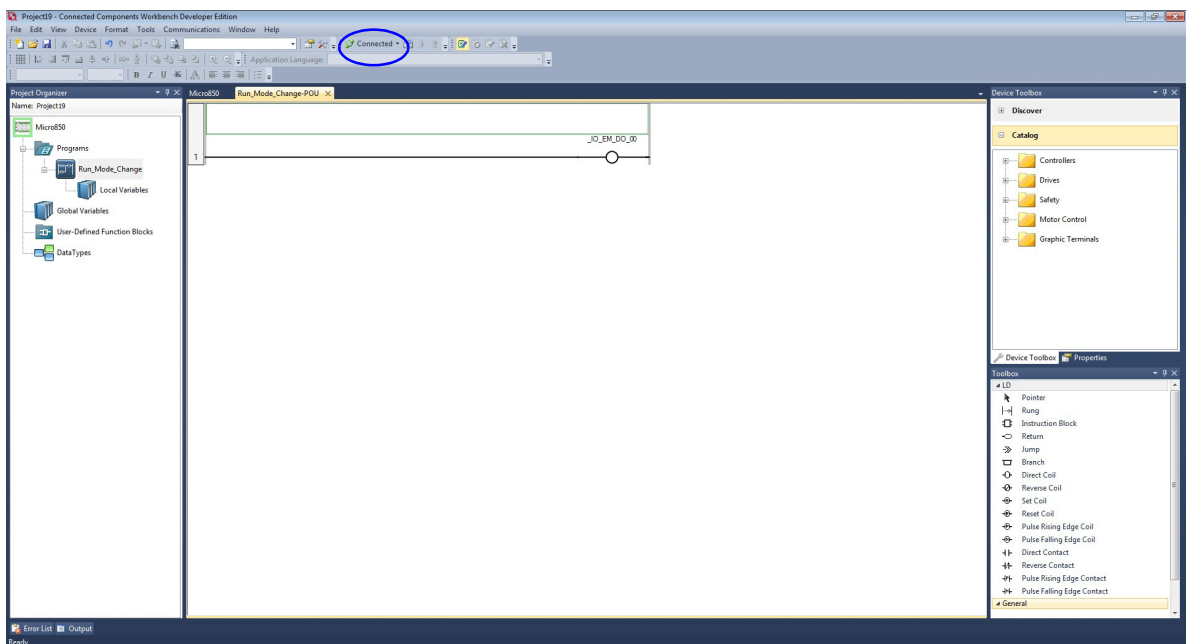 Project19 - Connected Components Workbench Developer Edition
File Edit View Device Format Tools Communications Window Help
Connected
Application Language:
B I U K A
Project Organizer
Name: Project19
Micro850
Programs
Run_Mode_Change
Local Variables
Global Variables
User-Defined Function Blocks
DataTypes
Micro850 Run_Mode_Change-POU
_IO_EM_DO_00
1
Device Toolbox
Discover
Catalog
Controllers
Drives
Safety
Motor Control
Graphic Terminals
Device Toolbox Properties
Toolbox
LD
Pointer
Rung
Instruction Block
Return
Jump
Branch
Direct Coil
Reverse Coil
Set Coil
Reset Coil
Pulse Rising Edge Coil
Pulse Falling Edge Coil
Direct Contact
Reverse Contact
Pulse Rising Edge Contact
Pulse Falling Edge Contact
General
Error List Output
Ready